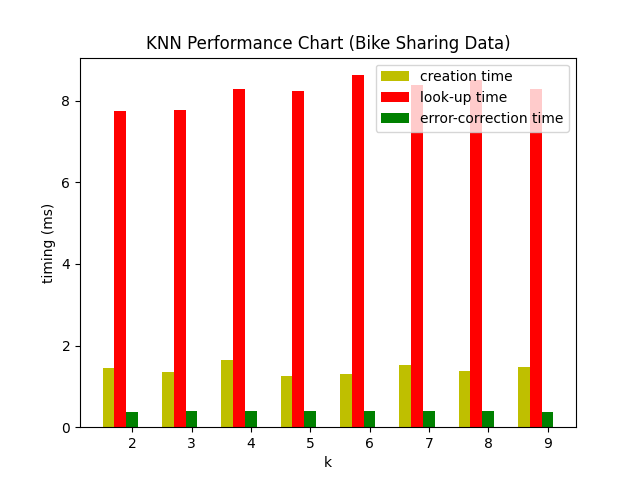 KNN Performance Chart (Bike Sharing Data)
creation time
look-up time
error-correction time
timing (ms)
8
6
4
2
0
2 3 4 5 6 7 8 9
k